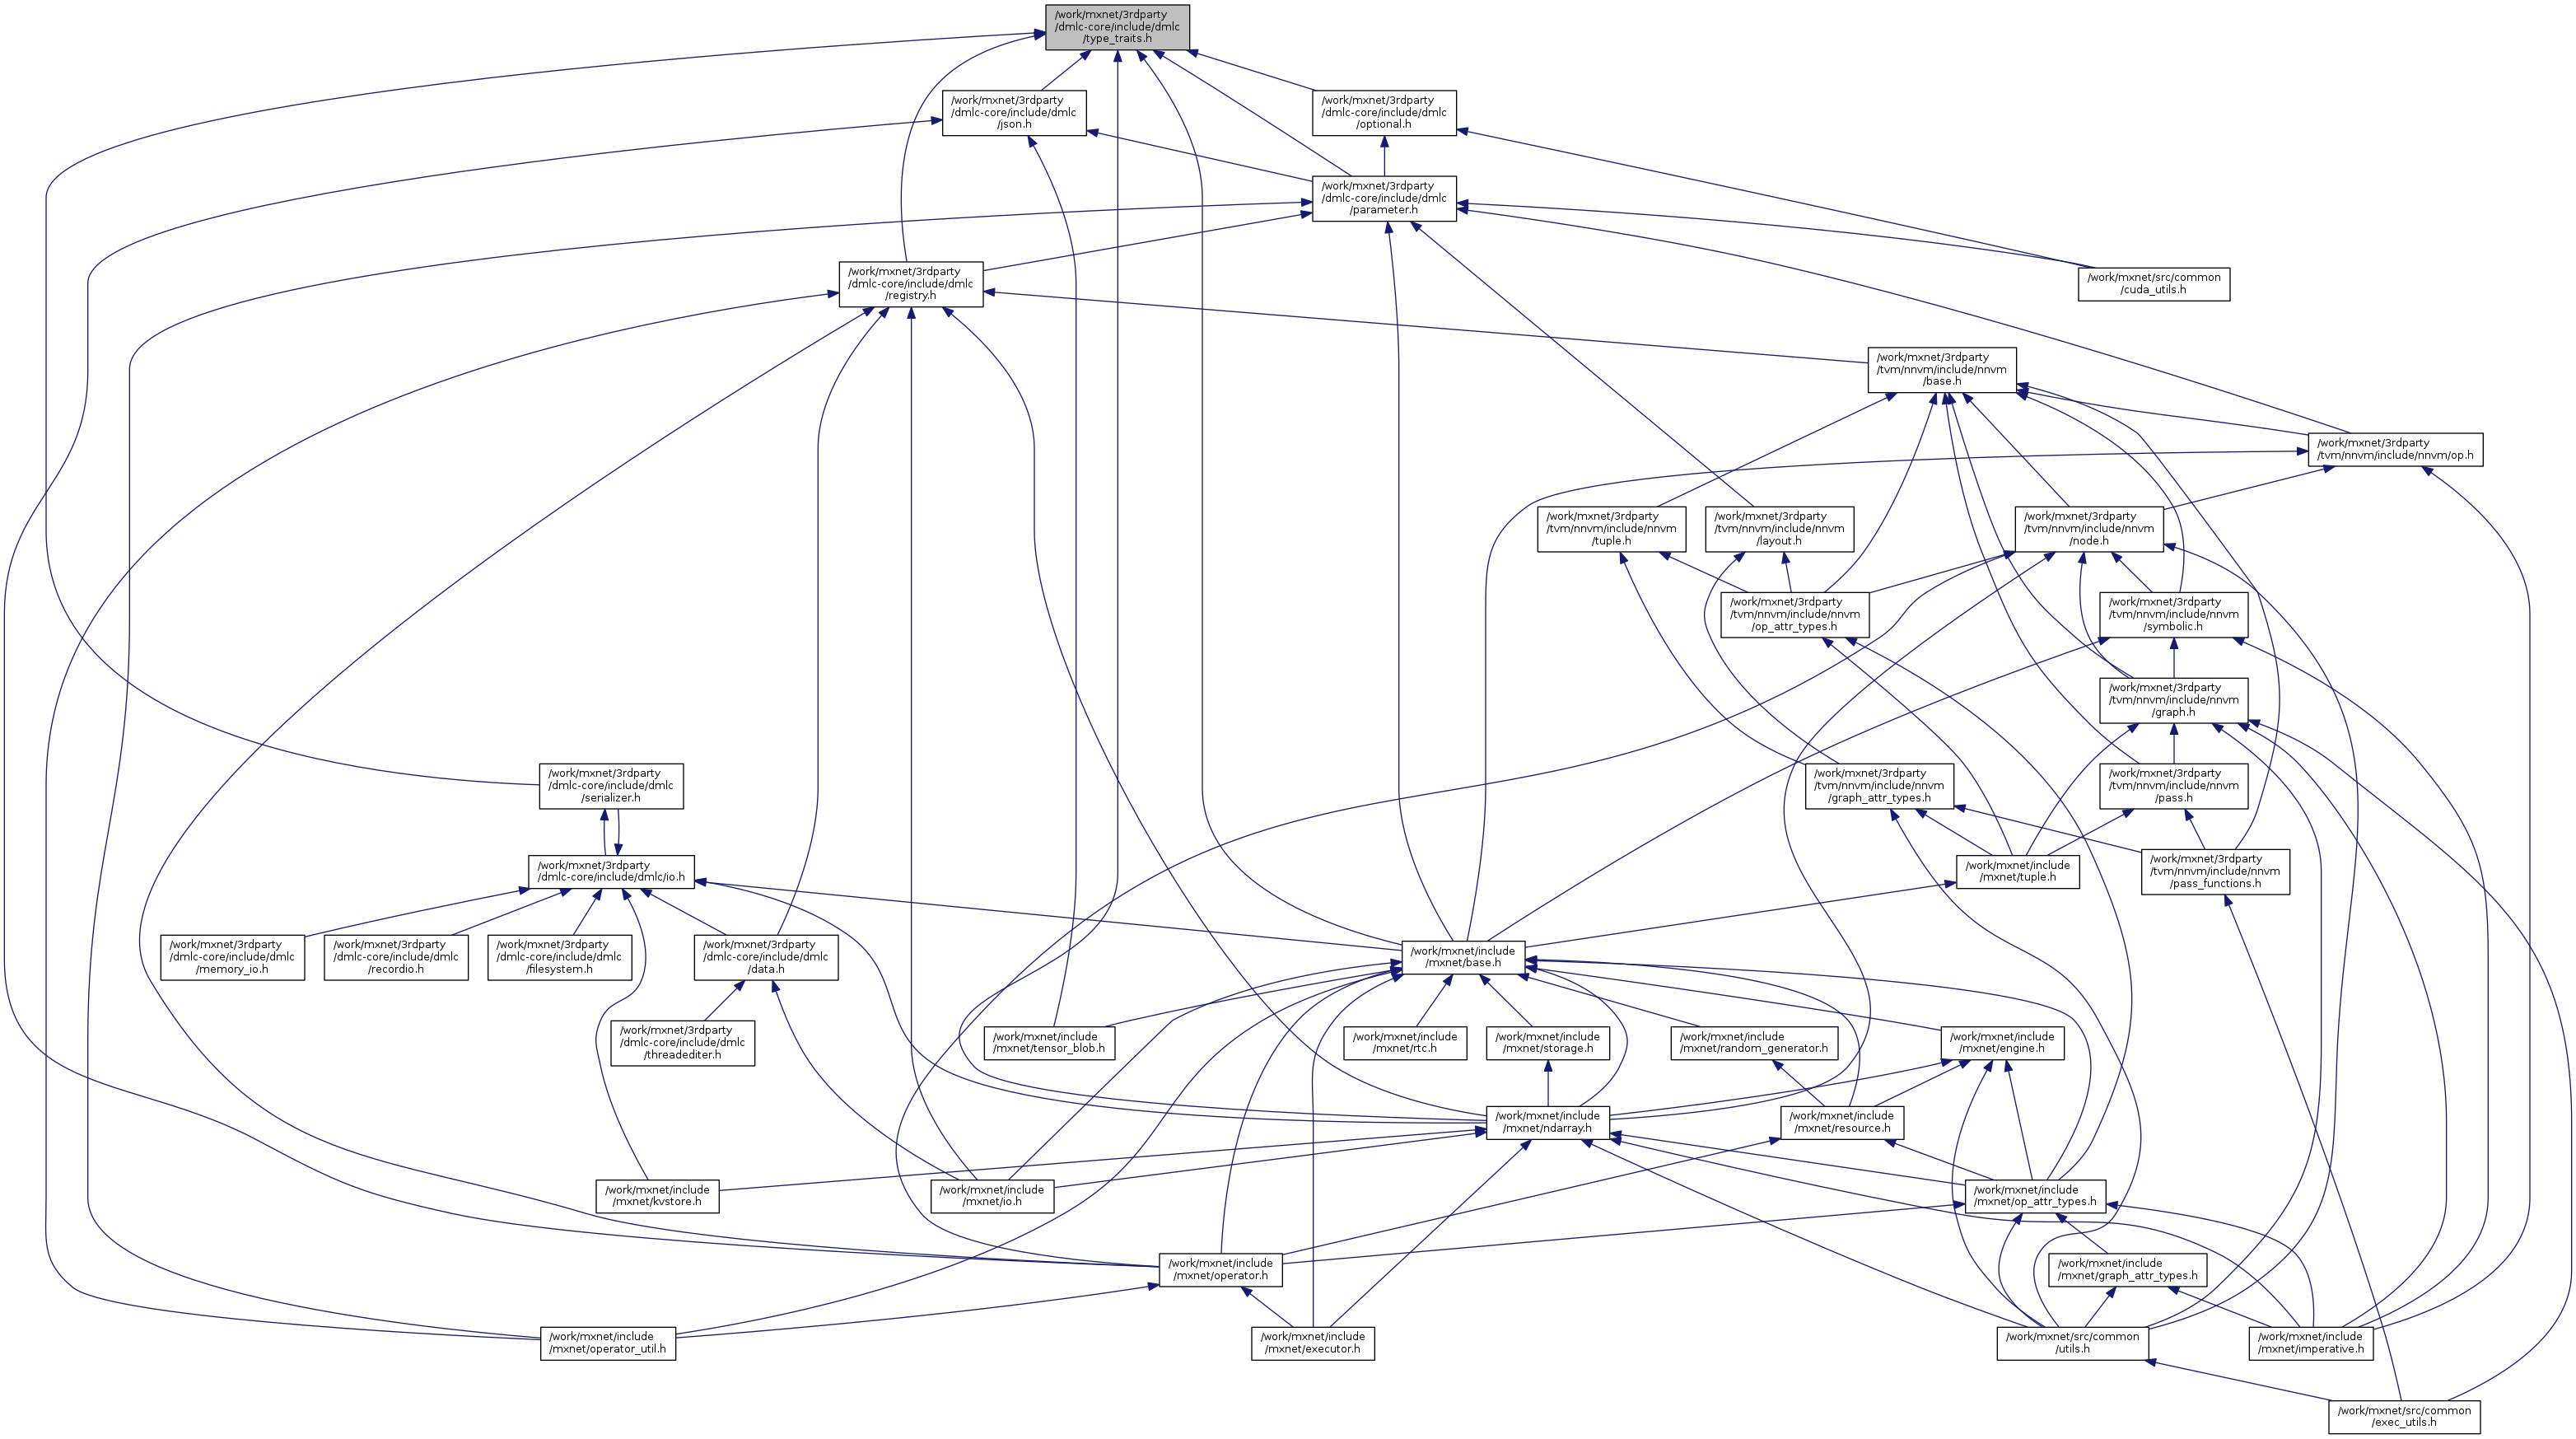 /work/mxnet/3rdparty
/dmlc-core/include/dmlc
/type_traits.h
/work/mxnet/3rdparty
/dmlc-core/include/dmlc
/json.h
/work/mxnet/3rdparty
/dmlc-core/include/dmlc
/optional.h
/work/mxnet/3rdparty
/dmlc-core/include/dmlc
/parameter.h
/work/mxnet/3rdparty
/dmlc-core/include/dmlc
/registry.h
/work/mxnet/src/common
/cuda_utils.h
/work/mxnet/3rdparty
/tvm/nnvm/include/nnvm
/base.h
/work/mxnet/3rdparty
/tvm/nnvm/include/nnvm/op.h
/work/mxnet/3rdparty
/tvm/nnvm/include/nnvm
/tuple.h
/work/mxnet/3rdparty
/tvm/nnvm/include/nnvm
/layout.h
/work/mxnet/3rdparty
/tvm/nnvm/include/nnvm
/node.h
/work/mxnet/3rdparty
/tvm/nnvm/include/nnvm
/op_attr_types.h
/work/mxnet/3rdparty
/tvm/nnvm/include/nnvm
/symbolic.h
/work/mxnet/3rdparty
/tvm/nnvm/include/nnvm
/graph.h
/work/mxnet/3rdparty
/dmlc-core/include/dmlc
/serializer.h
/work/mxnet/3rdparty
/tvm/nnvm/include/nnvm
/graph_attr_types.h
/work/mxnet/3rdparty
/tvm/nnvm/include/nnvm
/pass.h
/work/mxnet/3rdparty
/dmlc-core/include/dmlc/io.h
/work/mxnet/include
/mxnet/tuple.h
/work/mxnet/3rdparty
/tvm/nnvm/include/nnvm
/pass_functions.h
/work/mxnet/3rdparty
/dmlc-core/include/dmlc
/memory_io.h
/work/mxnet/3rdparty
/dmlc-core/include/dmlc
/recordio.h
/work/mxnet/3rdparty
/dmlc-core/include/dmlc
/filesystem.h
/work/mxnet/3rdparty
/dmlc-core/include/dmlc
/data.h
/work/mxnet/include
/mxnet/base.h
/work/mxnet/3rdparty
/dmlc-core/include/dmlc
/threadediter.h
/work/mxnet/include
/mxnet/tensor_blob.h
/work/mxnet/include
/mxnet/rtc.h
/work/mxnet/include
/mxnet/storage.h
/work/mxnet/include
/mxnet/random_generator.h
/work/mxnet/include
/mxnet/engine.h
/work/mxnet/include
/mxnet/ndarray.h
/work/mxnet/include
/mxnet/resource.h
/work/mxnet/include
/mxnet/kvstore.h
/work/mxnet/include
/mxnet/io.h
/work/mxnet/include
/mxnet/op_attr_types.h
/work/mxnet/include
/mxnet/operator.h
/work/mxnet/include
/mxnet/graph_attr_types.h
/work/mxnet/include
/mxnet/operator_util.h
/work/mxnet/include
/mxnet/executor.h
/work/mxnet/src/common
/utils.h
/work/mxnet/include
/mxnet/imperative.h
/work/mxnet/src/common
/exec_utils.h